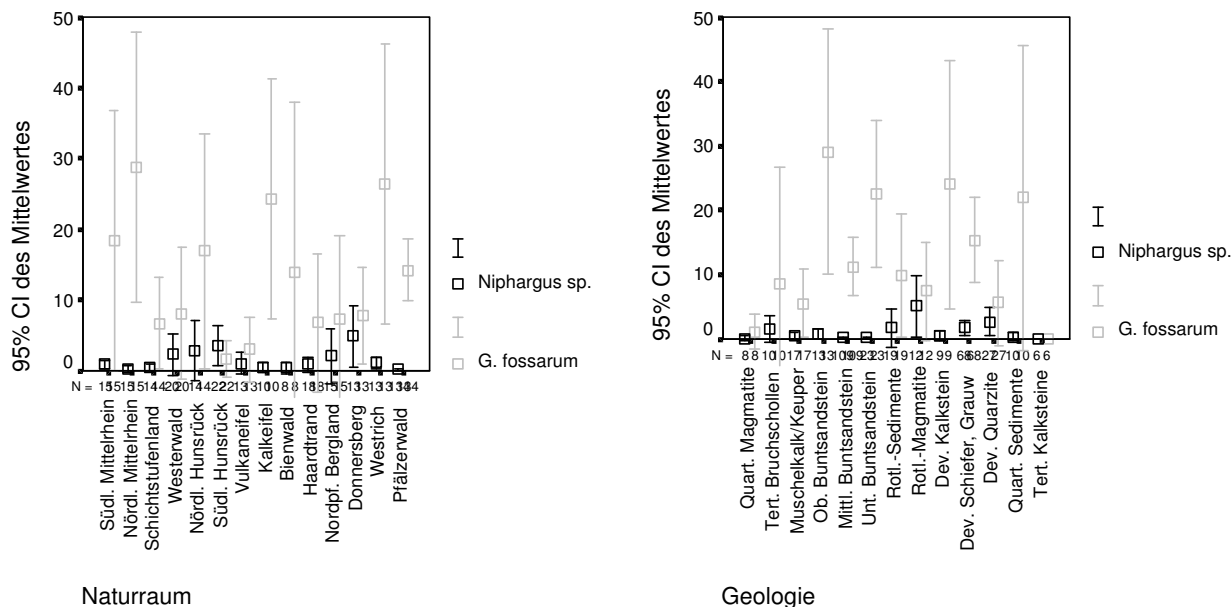 95% CI des Mittelwertes
50
40
30
20
10
0
N =
Südl. Mittelrhein
Nördl. Mittelrhein
Schichtstufenland
Westerwald
Nördl. Hunsrück
Südl. Hunsrück
Vulkaneifel
Kalkeifel
Bienwald
Haardtrand
Nordpf. Bergland
Donnersberg
Westrich
Pfälzerwald
Naturraum
Niphargus sp.
G. fossarum
95% CI des Mittelwertes
50
40
30
20
10
0
N =
Quart. Magmatite
Tert. Bruchschollen
Muschelkalk/Keuper
Ob. Buntsandstein
Mittl. Buntsandstein
Unt. Buntsandstein
Rotl.-Sedimente
Rotl.-Magmatite
Dev. Kalkstein
Dev. Schiefer, Grauw
Dev. Quarzite
Quart. Sedimente
Tert. Kalksteine
Geologie
Niphargus sp.
G. fossarum